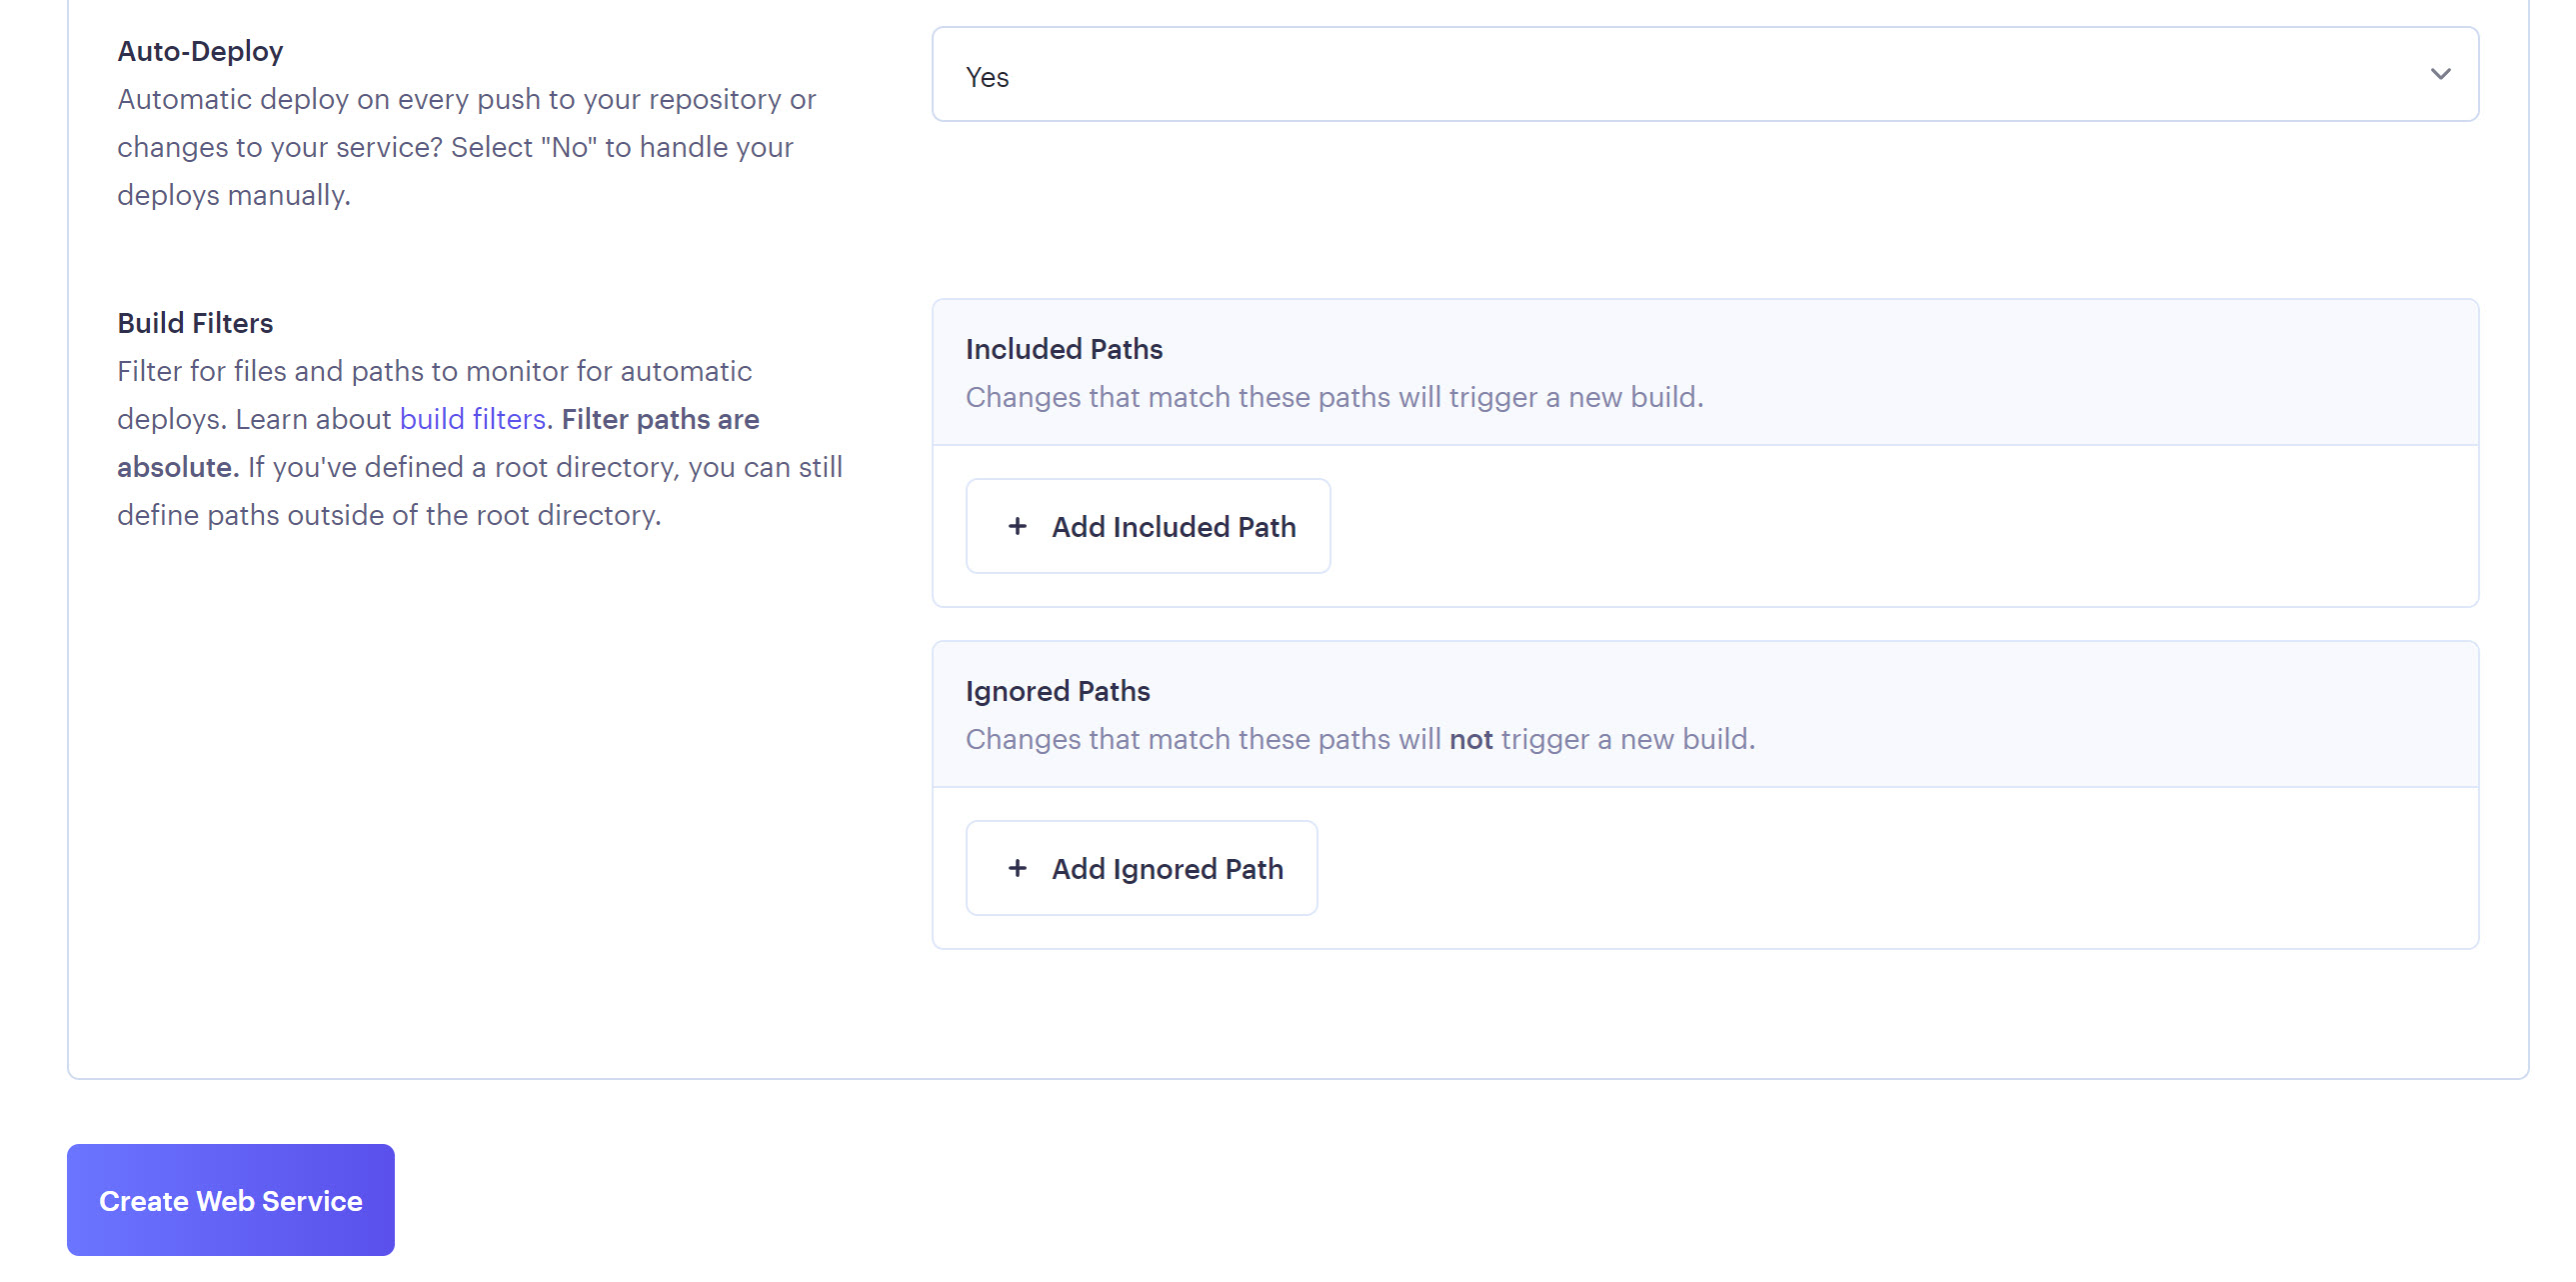 Auto-Deploy
Automatic deploy on every push to your repository or
changes to your service? Select "No" to handle your
deploys manually.
Yes
Build Filters
Filter for files and paths to monitor for automatic
deploys. Learn about build filters. Filter paths are
absolute. If you've defined a root directory, you can still
define paths outside of the root directory.
Included Paths
Changes that match these paths will trigger a new build.
+ Add Included Path
Ignored Paths
Changes that match these paths will not trigger a new build.
+ Add Ignored Path
Create Web Service